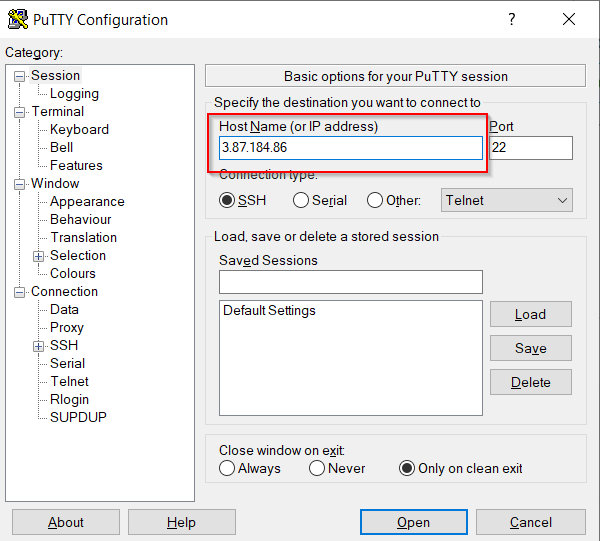 PuTTY Configuration
?
Category:
Session
Logging
Terminal
Keyboard
Bell
Features
Window
Appearance
Behaviour
Translation
Selection
Colours
Connection
Data
Proxy
SSH
Serial
Telnet
Rlogin
SUPDUP
Basic options for your PuTTY session
Specify the destination you want to connect to
Host Name (or IP address) Port
3.87.184.86 22
Connection type:
SSH Serial Other: Telnet
Load, save or delete a stored session
Saved Sessions
Default Settings
Load
Save
Delete
Close window on exit:
Always Never Only on clean exit
About Help Open Cancel